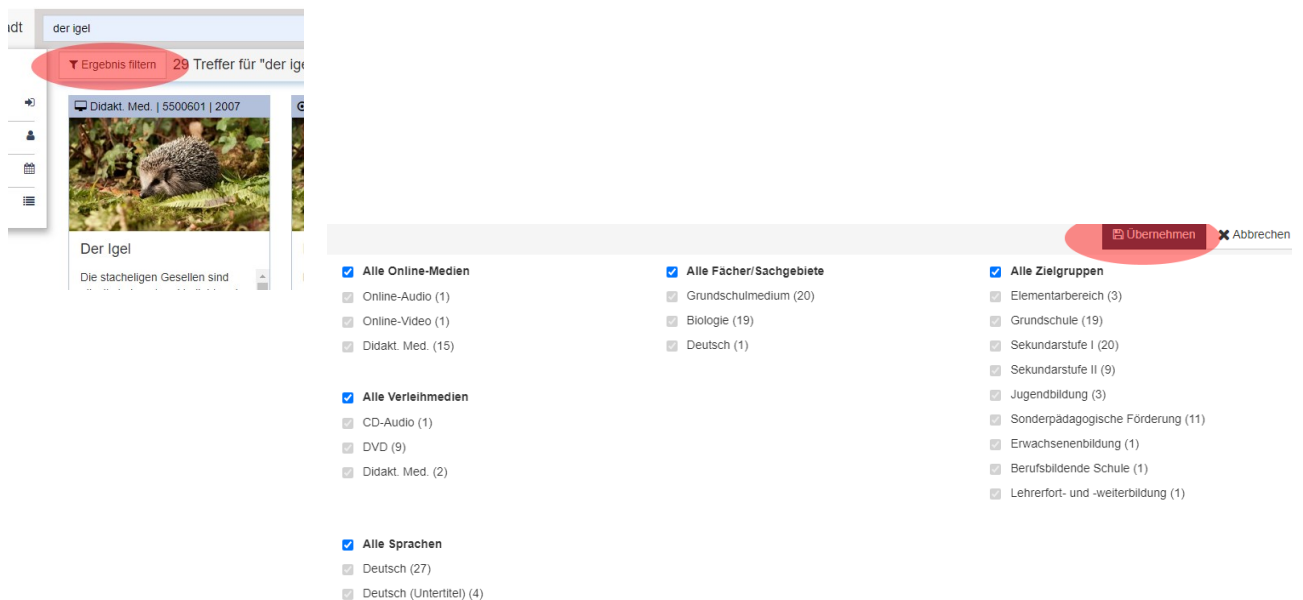 der igel
Ergebnis filtern 29 Treffer für "der
Didakt. Med. | 5500601 | 2007
Der Igel
Die stacheligen Gesellen sind
Übernehmen Abbrechen
Alle Online-Medien
Online-Audio (1)
Online-Video (1)
Didakt. Med. (15)
Alle Verleihmedien
CD-Audio (1)
DVD (9)
Didakt. Med. (2)
Alle Sprachen
Deutsch (27)
Deutsch (Untertitel) (4)
Alle Fächer/Sachgebiete
Grundschulmedium (20)
Biologie (19)
Deutsch (1)
Alle Zielgruppen
Elementarbereich (3)
Grundschule (19)
Sekundarstufe I (20)
Sekundarstufe II (9)
Jugendbildung (3)
Sonderpädagogische Förderung (11)
Erwachsenenbildung (1)
Berufsbildende Schule (1)
Lehrerfort- und -weiterbildung (1)